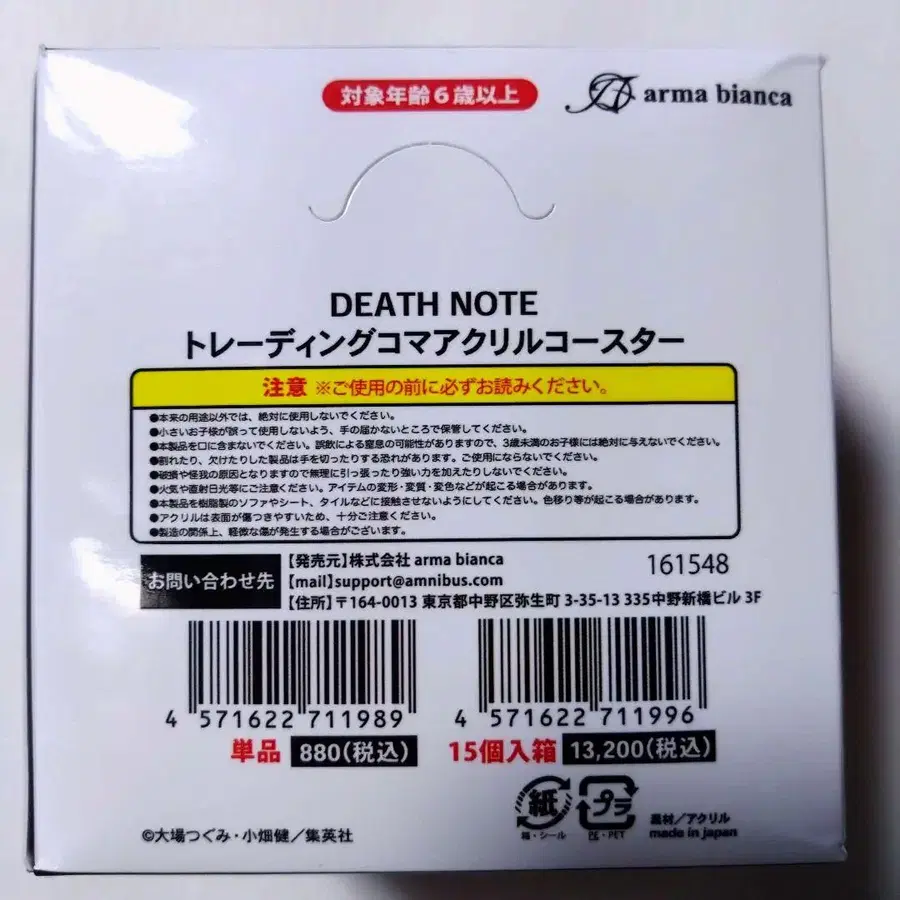 対象年齢6歳以上
arma bianca
DEATH NOTE
トレーディングコマアクリルコースター
注意 ※ご使用の前に必ずお読みください。
●本来の用途以外では、絶対に使用しないでください。
●小さいお子様が誤って使用しないよう、手の届かないところで保管してください。
●本製品を口に含まないでください。誤飲による窒息の可能性がありますので、3歳未満のお子様には絶対に与えないでください。
●割れたり、欠けたりした製品は手を切ったりする恐れがあります。ご使用にならないでください。
●破損や怪我の原因となりますので無理に引っ張ったり強い力を加えたりしないでください。
●火気や直射日光等にご注意ください。アイテムの変形・変質・変色などが起こる場合があります。
●本製品を樹脂製のソファやシート、タイルなどに接触させないようにしてください。色移り等が起こる場合があります。
●アクリルは表面が傷つきやすいため、十分ご注意ください。
●製造の関係上、軽微な傷が発生する場合がございます。
お問い合わせ先
【発売元】株式会社 arma bianca
【mail】support@amnibus.com
【住所】〒164-0013 東京都中野区弥生町 3-35-13 335中野新橋ビル 3F
161548
4 571622 711989
4 571622 711996
単品 880(税込)
15個入箱 13,200(税込)
紙
箱・シール
プラ
PE・PET
素材/アクリル
made in japan
©大場つぐみ・小畑健/集英社